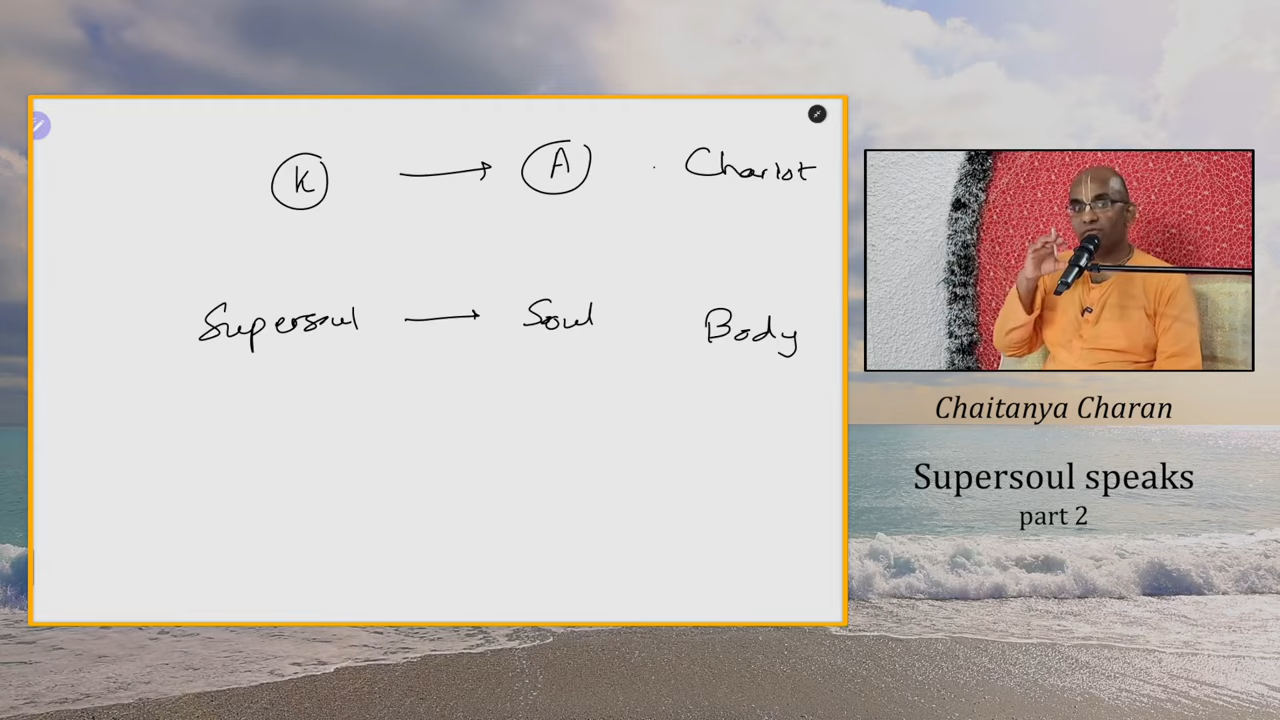 K → A Chariot
Supersoul → Soul Body
Chaitanya Charan
Supersoul speaks
part 2